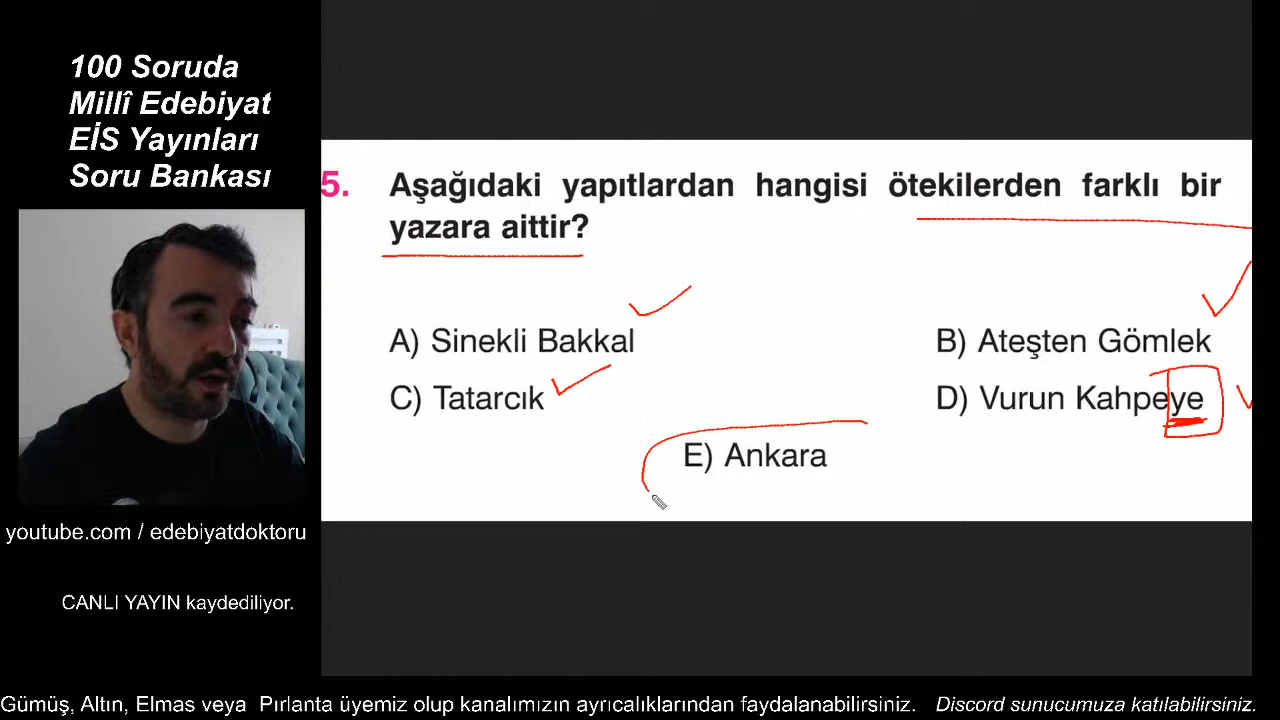 100 Soruda
Millî Edebiyat
EİS Yayınları
Soru Bankası
5. Aşağıdaki yapıtlardan hangisi ötekilerden farklı bir
yazara aittir?
A) Sinekli Bakkal
B) Ateşten Gömlek
C) Tatarcık
D) Vurun Kahpeye
E) Ankara
youtube.com / edebiyatdoktoru
CANLI YAYIN kaydediliyor.
Gümüş, Altın, Elmas veya Pırlanta üyemiz olup kanalımızın ayrıcalıklarından faydalanabilirsiniz. Discord sunucumuza katılabilirsiniz.